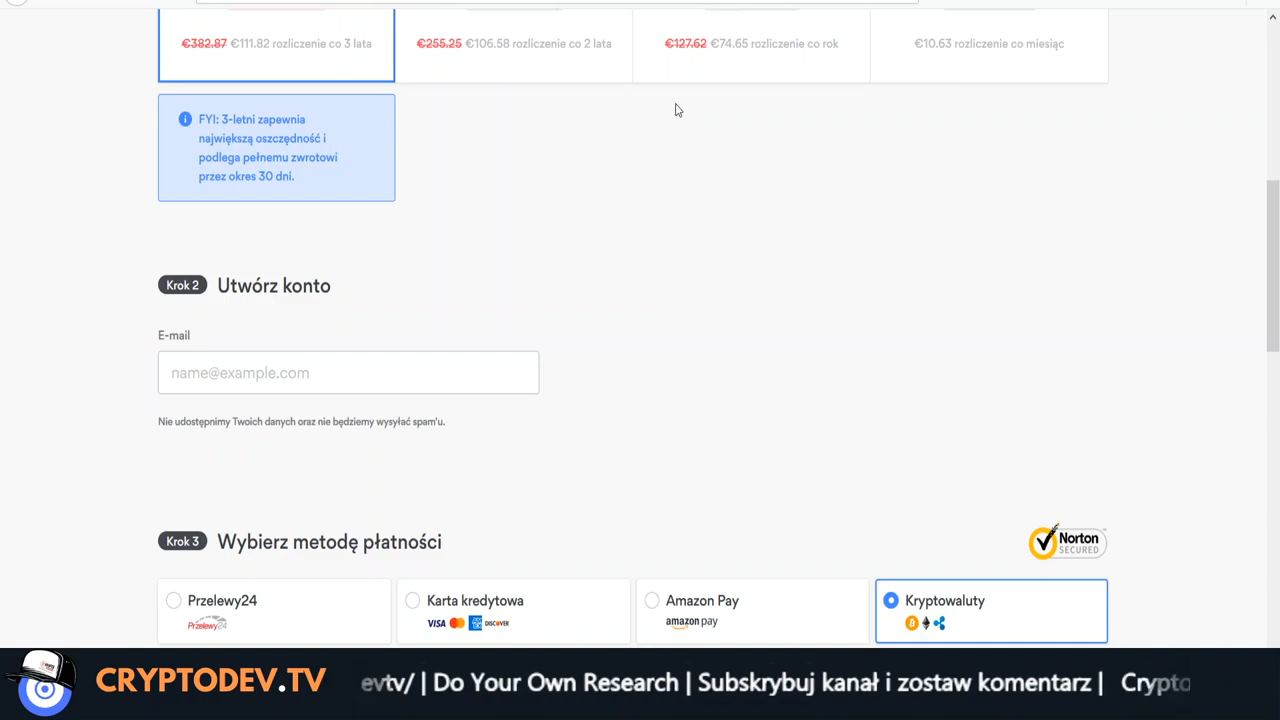 €382.87 €111.82 rozliczenie co 3 lata
€255.25 €106.58 rozliczenie co 2 lata
€127.62 €74.65 rozliczenie co rok
€10.63 rozliczenie co miesiąc
FYI: 3-letni zapewnia
największą oszczędność i
podlega pełnemu zwrotowi
przez okres 30 dni.
Krok 2 Utwórz konto
E-mail
name@example.com
Nie udostępnimy Twoich danych oraz nie będziemy wysyłać spam'u.
Krok 3 Wybierz metodę płatności
Norton
SECURED
Przelewy24
Przelewy24
Karta kredytowa
VISA DISCOVER
Amazon Pay
amazon pay
Kryptowaluty
CRYPTODEV.TV
evtv/ | Do Your Own Research | Subskrybuj kanał i zostaw komentarz | Crypto